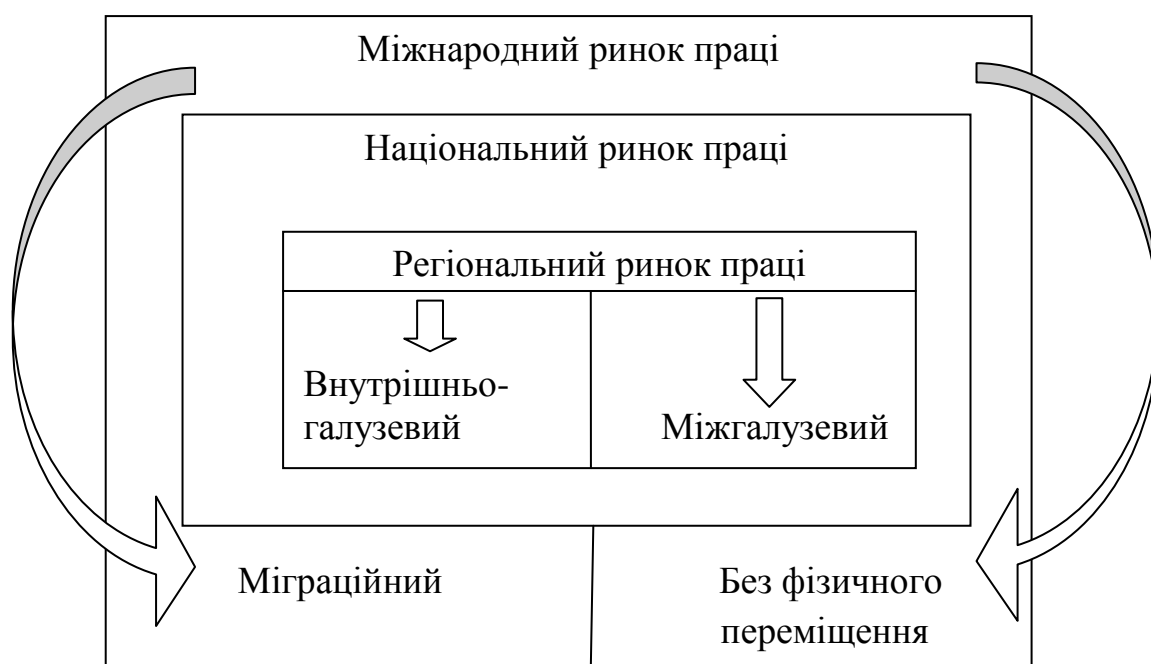 Міжнародний ринок праці
Національний ринок праці
Регіональний ринок праці
Внутрішньо-
галузевий
Міжгалузевий
Міграційний
Без фізичного
переміщення